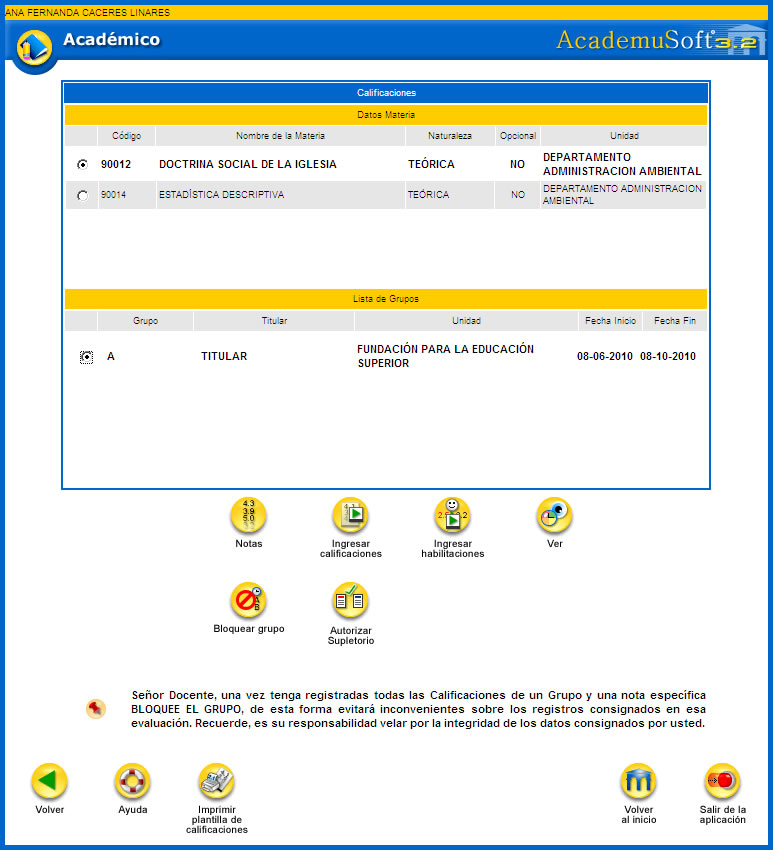 ANA FERNANDA CACERES LINARES
Académico
AcademuSoft 3.2
Calificaciones
Datos Materia
Código Nombre de la Materia Naturaleza Opcional Unidad
90012 DOCTRINA SOCIAL DE LA IGLESIA TEÓRICA NO DEPARTAMENTO
ADMINISTRACION AMBIENTAL
90014 ESTADÍSTICA DESCRIPTIVA TEÓRICA NO DEPARTAMENTO ADMINISTRACION
AMBIENTAL
Lista de Grupos
Grupo Titular Unidad Fecha Inicio Fecha Fin
A TITULAR FUNDACIÓN PARA LA EDUCACIÓN
SUPERIOR 08-06-2010 08-10-2010
4.3
3.9
5.0
Notas
Ingresar
calificaciones
Ingresar
habilitaciones
Ver
Bloquear grupo
Autorizar
Supletorio
Señor Docente, una vez tenga registradas todas las Calificaciones de un Grupo y una nota específica
BLOQUEE EL GRUPO, de esta forma evitará inconvenientes sobre los registros consignados en esa
evaluación. Recuerde, es su responsabilidad velar por la integridad de los datos consignados por usted.
Volver
Ayuda
Imprimir
plantilla de
calificaciones
Volver
al inicio
Salir de la
aplicación